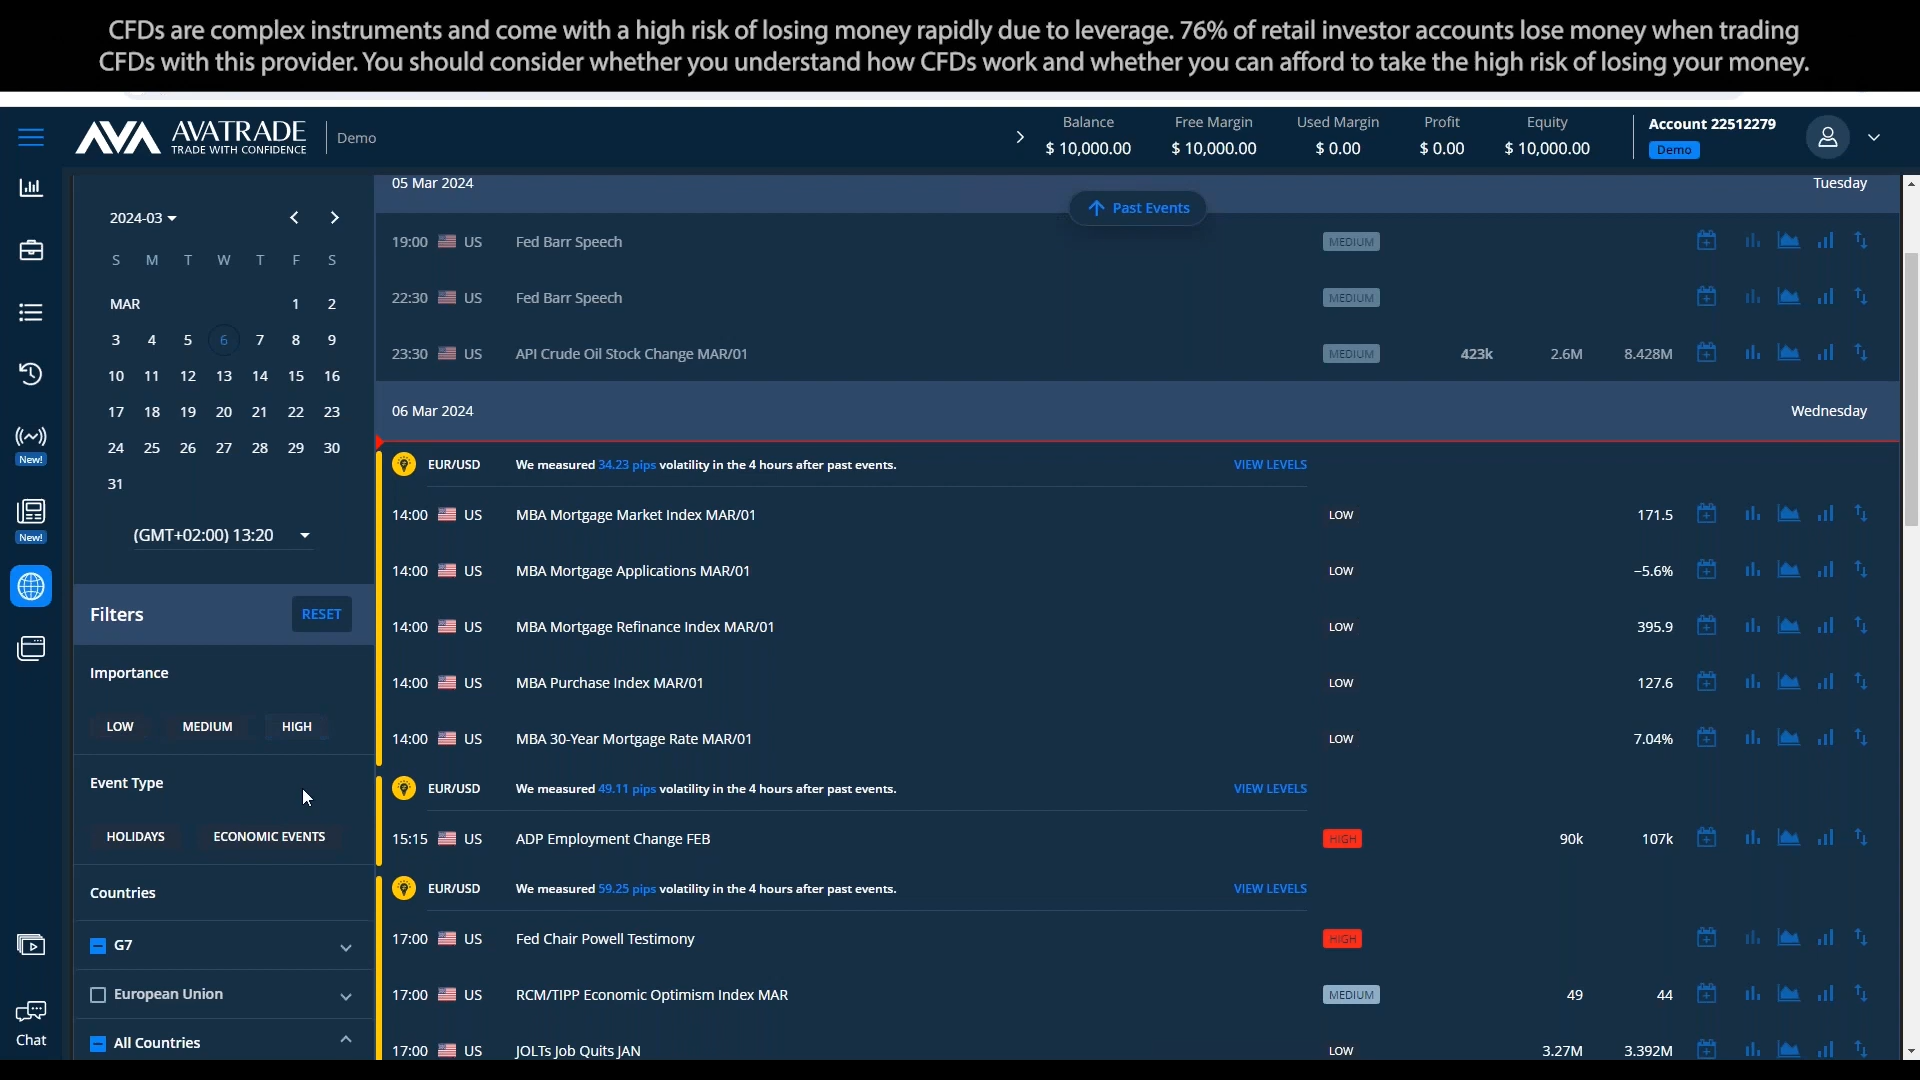 CFDs are complex instruments and come with a high risk of losing money rapidly due to leverage. 76% of retail investor accounts lose money when trading
CFDs with this provider. You should consider whether you understand how CFDs work and whether you can afford to take the high risk of losing your money.
AVA AVATRADE
TRADE WITH CONFIDENCE
Demo
Balance Free Margin Used Margin Profit Equity
$ 10,000.00 $ 10,000.00 $ 0.00 $ 0.00 $ 10,000.00
Account 22512279
Demo
New!
New!
Chat
2024-03
S M T W T F S
MAR 1 2
3 4 5 6 7 8 9
10 11 12 13 14 15 16
17 18 19 20 21 22 23
24 25 26 27 28 29 30
31
(GMT+02:00) 13:20
Filters RESET
Importance
LOW MEDIUM HIGH
Event Type
HOLIDAYS ECONOMIC EVENTS
Countries
G7
European Union
All Countries
05 Mar 2024 Tuesday
Past Events
19:00 US Fed Barr Speech MEDIUM
22:30 US Fed Barr Speech MEDIUM
23:30 US API Crude Oil Stock Change MAR/01 MEDIUM 423k 2.6M 8.428M
06 Mar 2024 Wednesday
EUR/USD We measured 34.23 pips volatility in the 4 hours after past events. VIEW LEVELS
14:00 US MBA Mortgage Market Index MAR/01 LOW 171.5
14:00 US MBA Mortgage Applications MAR/01 LOW -5.6%
14:00 US MBA Mortgage Refinance Index MAR/01 LOW 395.9
14:00 US MBA Purchase Index MAR/01 LOW 127.6
14:00 US MBA 30-Year Mortgage Rate MAR/01 LOW 7.04%
EUR/USD We measured 49.11 pips volatility in the 4 hours after past events. VIEW LEVELS
15:15 US ADP Employment Change FEB HIGH 90k 107k
EUR/USD We measured 59.25 pips volatility in the 4 hours after past events. VIEW LEVELS
17:00 US Fed Chair Powell Testimony HIGH
17:00 US RCM/TIPP Economic Optimism Index MAR MEDIUM 49 44
17:00 US JOLTs Job Quits JAN LOW 3.27M 3.392M